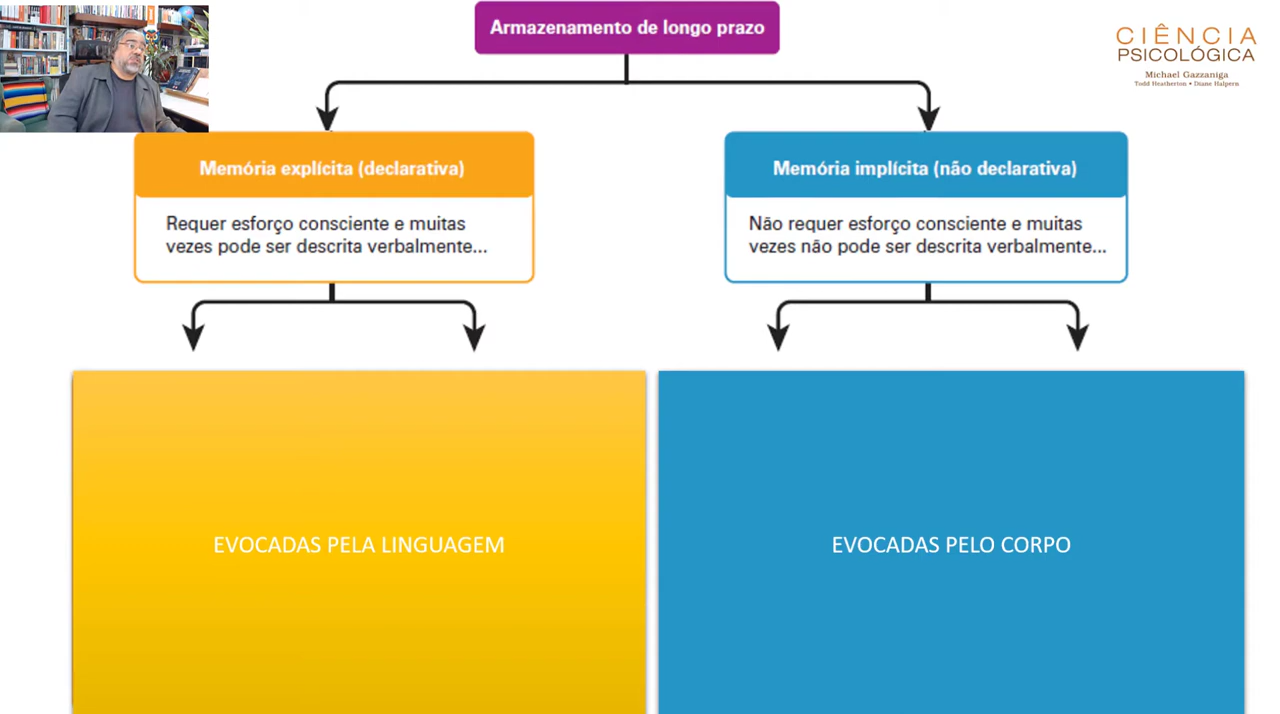 Armazenamento de longo prazo
CIÊNCIA
PSICOLÓGICA
Michael Gazzaniga
Todd Heatherton • Diane Halpern
Memória explícita (declarativa)
Requer esforço consciente e muitas
vezes pode ser descrita verbalmente...
Memória implícita (não declarativa)
Não requer esforço consciente e muitas
vezes não pode ser descrita verbalmente...
EVOCADAS PELA LINGUAGEM
EVOCADAS PELO CORPO